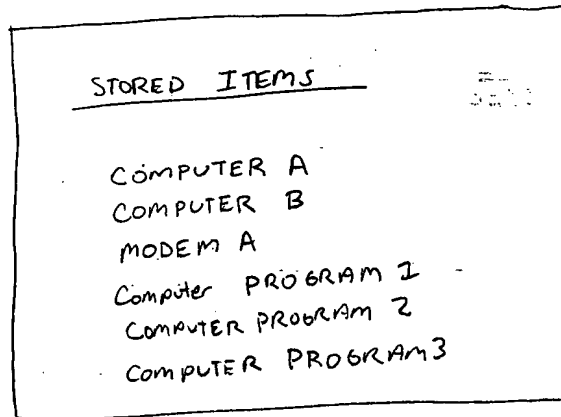 STORED ITEMS
COMPUTER A
COMPUTER B
MODEM A
Computer PROGRAM 1
COMPUTER PROGRAM 2
COMPUTER PROGRAM3